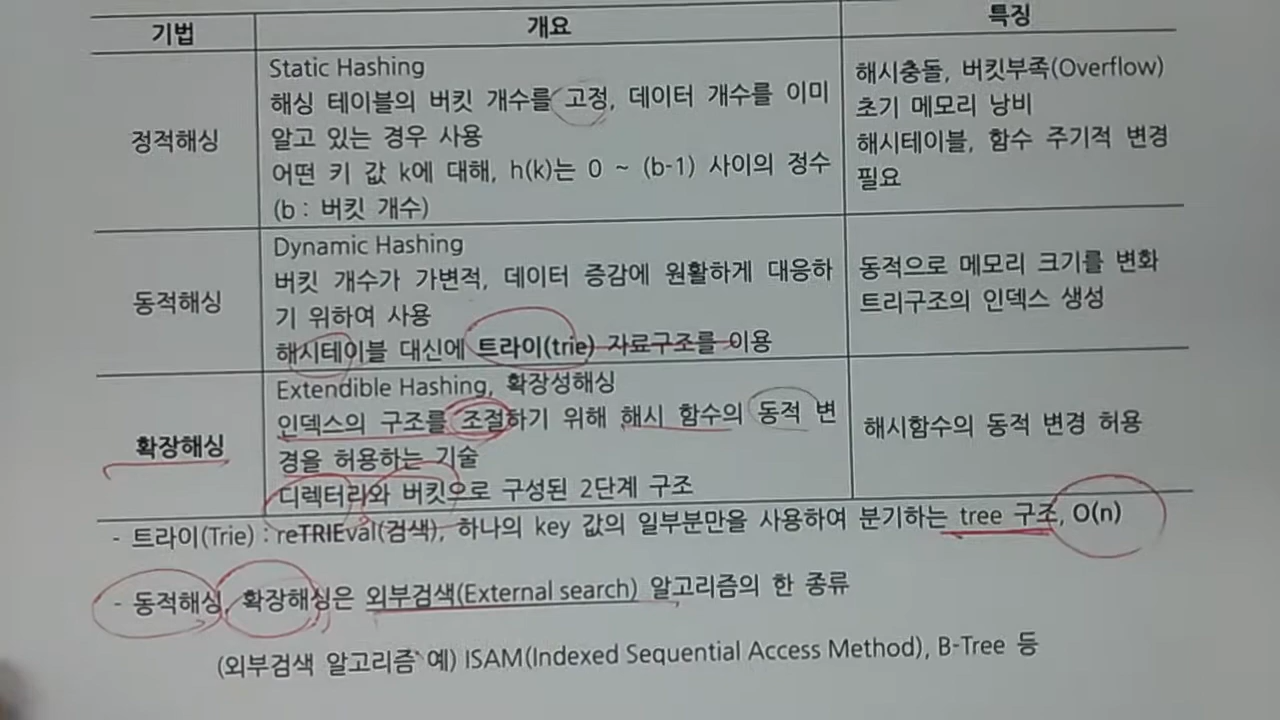 기법 개요 특징
Static Hashing
해싱 테이블의 버킷 개수를 고정, 데이터 개수를 이미
알고 있는 경우 사용
어떤 키 값 k에 대해, h(k)는 0 ~ (b-1) 사이의 정수
(b : 버킷 개수)
정적해싱
해시충돌, 버킷부족(Overflow)
초기 메모리 낭비
해시테이블, 함수 주기적 변경
필요
동적해싱
Dynamic Hashing
버킷 개수가 가변적, 데이터 증감에 원활하게 대응하
기 위하여 사용
해시테이블 대신에 트라이(trie) 자료구조를 이용
동적으로 메모리 크기를 변화
트리구조의 인덱스 생성
확장해싱
Extendible Hashing, 확장성해싱
인덱스의 구조를 조절하기 위해 해시 함수의 동적 변
경을 허용하는 기술
디렉터리와 버킷으로 구성된 2단계 구조
해시함수의 동적 변경 허용
- 트라이(Trie) : reTRIEval(검색), 하나의 key 값의 일부분만을 사용하여 분기하는 tree 구조, O(n)
- 동적해싱, 확장해싱은 외부검색(External search) 알고리즘의 한 종류
(외부검색 알고리즘 예) ISAM(Indexed Sequential Access Method), B-Tree 등